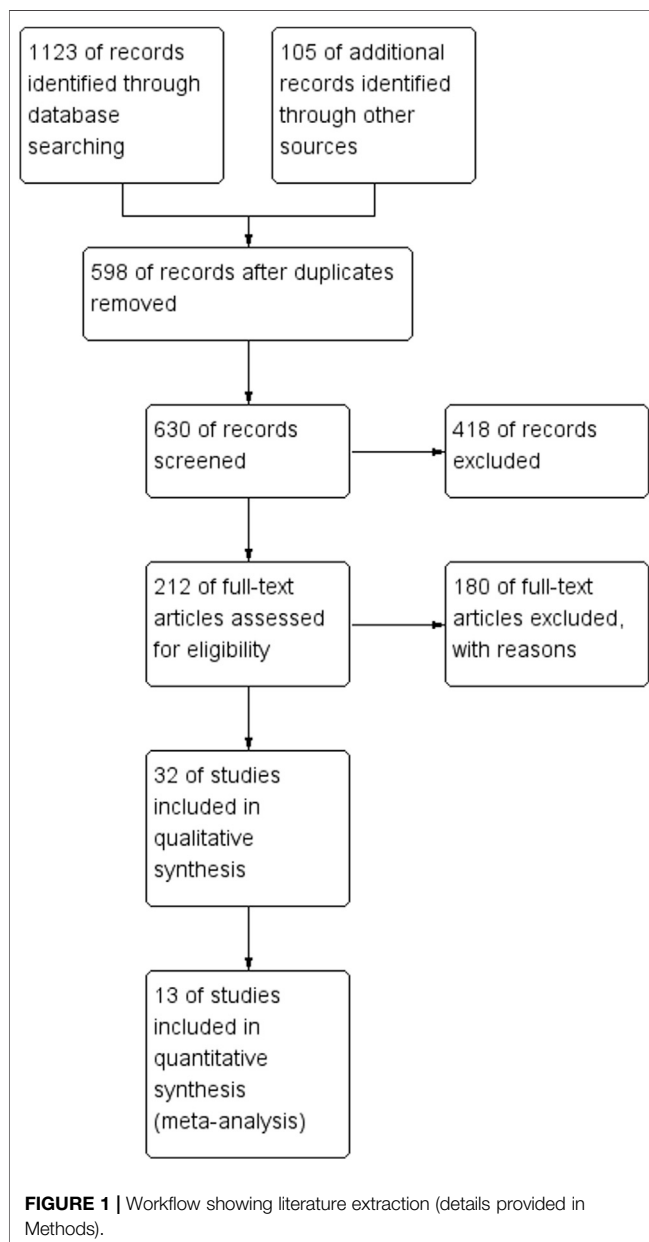 1123 of records
identified through
database
searching
105 of additional
records identified
through other
sources
598 of records after duplicates
removed
630 of records
screened
418 of records
excluded
212 of full-text
articles assessed
for eligibility
180 of full-text
articles excluded,
with reasons
32 of studies
included in
qualitative
synthesis
13 of studies
included in
quantitative
synthesis
(meta-analysis)
FIGURE 1 | Workflow showing literature extraction (details provided in
Methods).